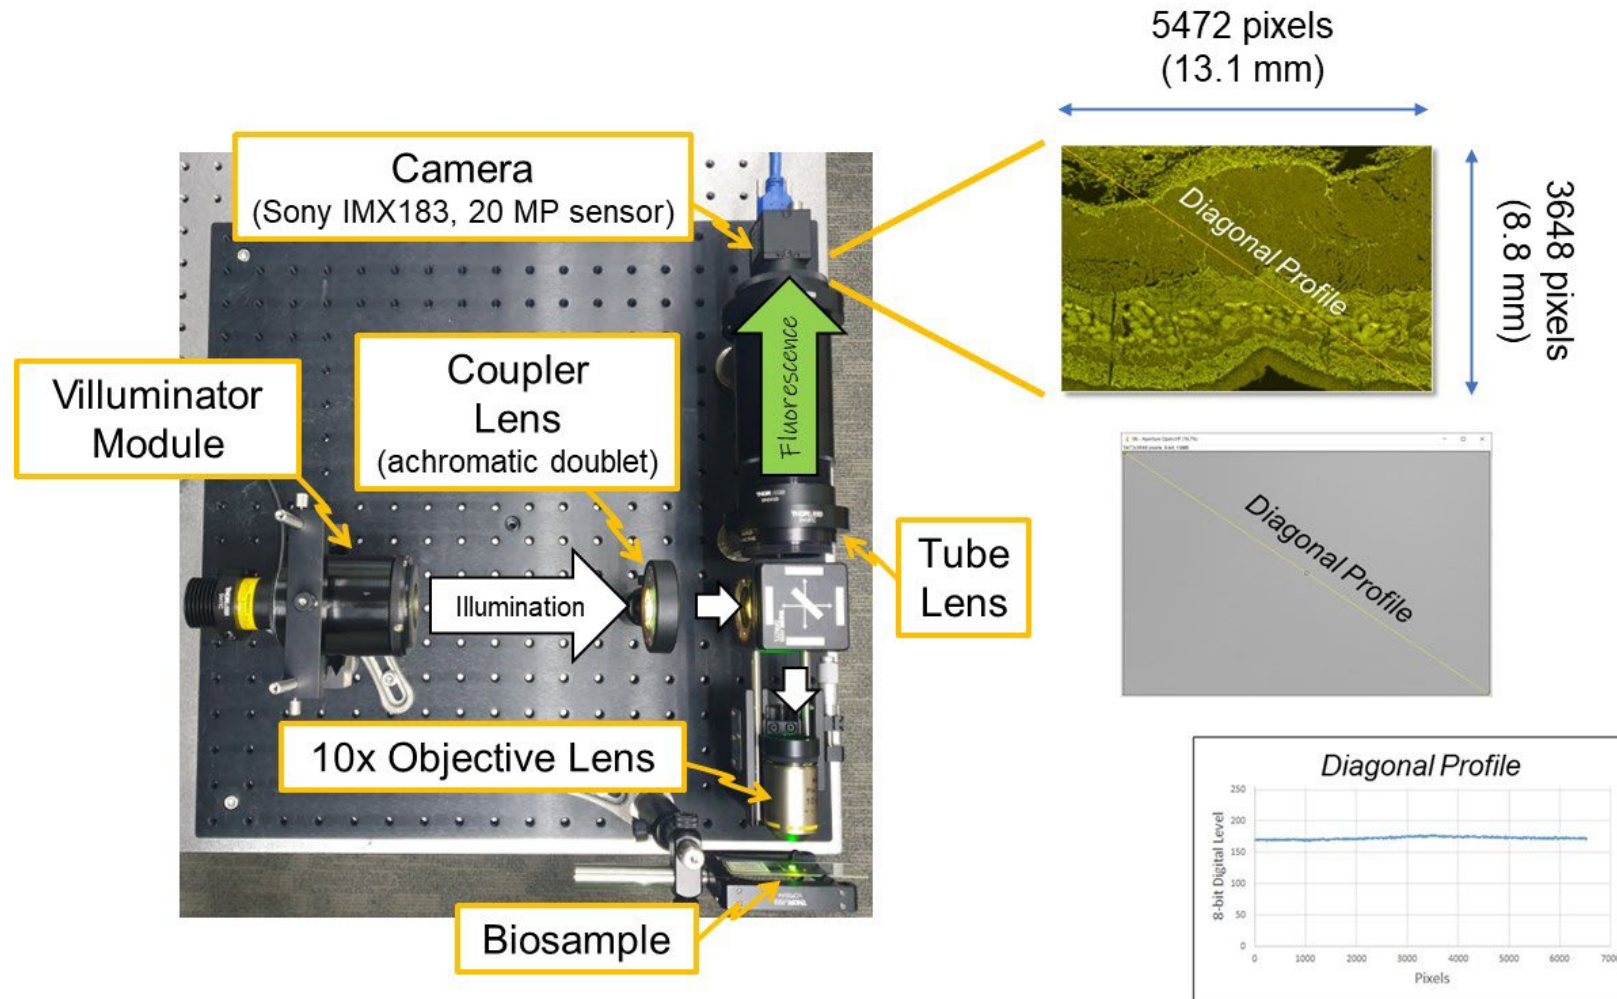 5472 pixels
(13.1 mm)
Camera
(Sony IMX183, 20 MP sensor)
Diagonal Profile
3648 pixels
(8.8 mm)
Fluorescence
Coupler
Lens
(achromatic doublet)
Villuminator
Module
Diagonal Profile
Tube
Lens
Illumination
10x Objective Lens
Biosample
Diagonal Profile
8-bit Digital Level
250
200
150
100
50
0
0 1000 2000 3000 4000 5000 6000 7000
Pixels